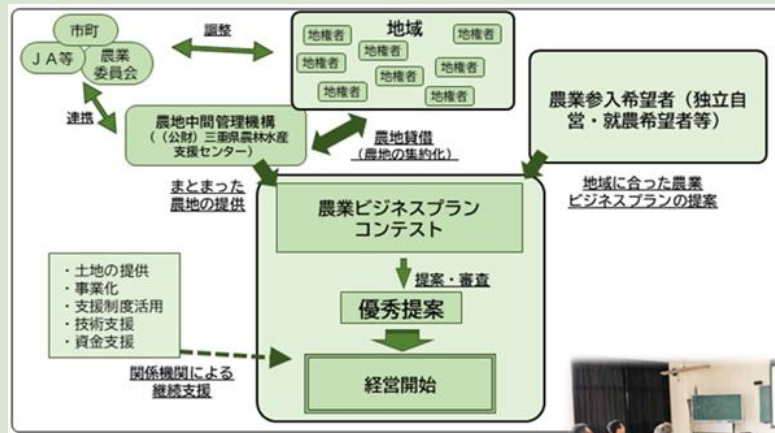 市町
ＪＡ等
農業
委員会
調整
連携
地域
地権者
地権者
地権者
地権者
地権者
地権者
地権者
地権者
地権者
農地中間管理機構
（（公財）三重県農林水産
支援センター）
農地貸借
（農地の集約化）
農業参入希望者（独立自
営・就農希望者等）
まとまった
農地の提供
地域に合った農業
ビジネスプランの提案
農業ビジネスプラン
コンテスト
提案・審査
優秀提案
・土地の提供
・事業化
・支援制度活用
・技術支援
・資金支援
関係機関による
継続支援
経営開始